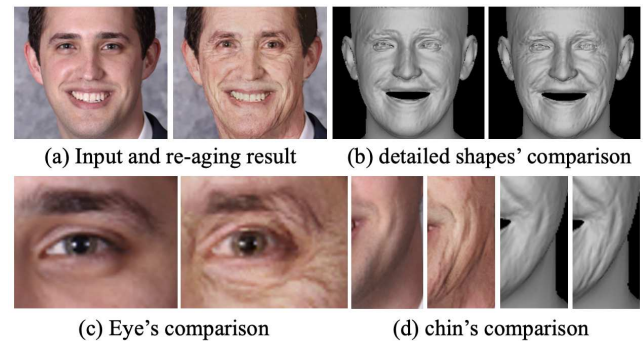 (a) Input and re-aging result
(b) detailed shapes' comparison
(c) Eye's comparison
(d) chin's comparison